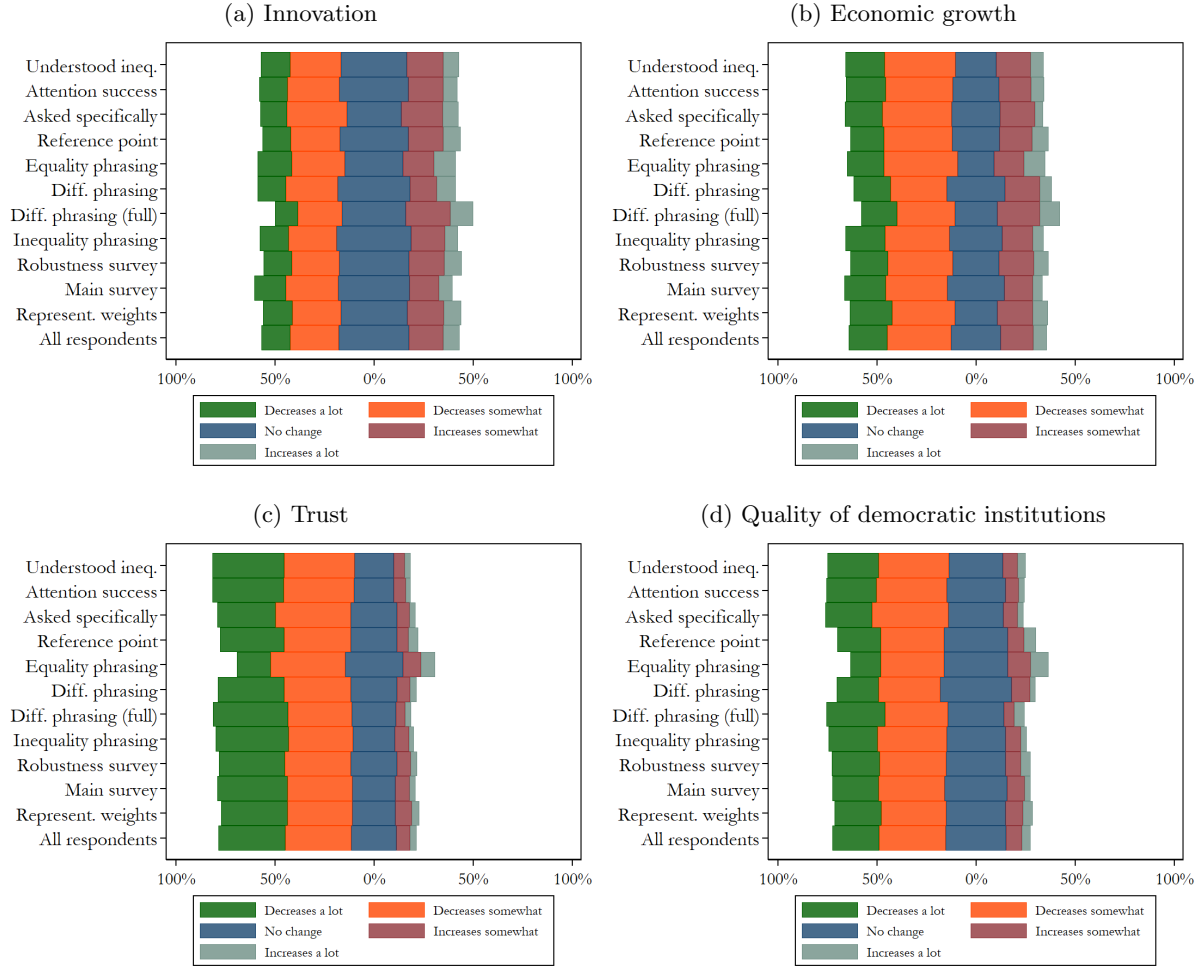 (a) Innovation
Understood ineq.
Attention success
Asked specifically
Reference point
Equality phrasing
Diff. phrasing
Diff. phrasing (full)
Inequality phrasing
Robustness survey
Main survey
Represent. weights
All respondents
100% 50% 0% 50% 100%
Decreases a lot Decreases somewhat
No change Increases somewhat
Increases a lot
(b) Economic growth
Understood ineq.
Attention success
Asked specifically
Reference point
Equality phrasing
Diff. phrasing
Diff. phrasing (full)
Inequality phrasing
Robustness survey
Main survey
Represent. weights
All respondents
100% 50% 0% 50% 100%
Decreases a lot Decreases somewhat
No change Increases somewhat
Increases a lot
(c) Trust
Understood ineq.
Attention success
Asked specifically
Reference point
Equality phrasing
Diff. phrasing
Diff. phrasing (full)
Inequality phrasing
Robustness survey
Main survey
Represent. weights
All respondents
100% 50% 0% 50% 100%
Decreases a lot Decreases somewhat
No change Increases somewhat
Increases a lot
(d) Quality of democratic institutions
Understood ineq.
Attention success
Asked specifically
Reference point
Equality phrasing
Diff. phrasing
Diff. phrasing (full)
Inequality phrasing
Robustness survey
Main survey
Represent. weights
All respondents
100% 50% 0% 50% 100%
Decreases a lot Decreases somewhat
No change Increases somewhat
Increases a lot